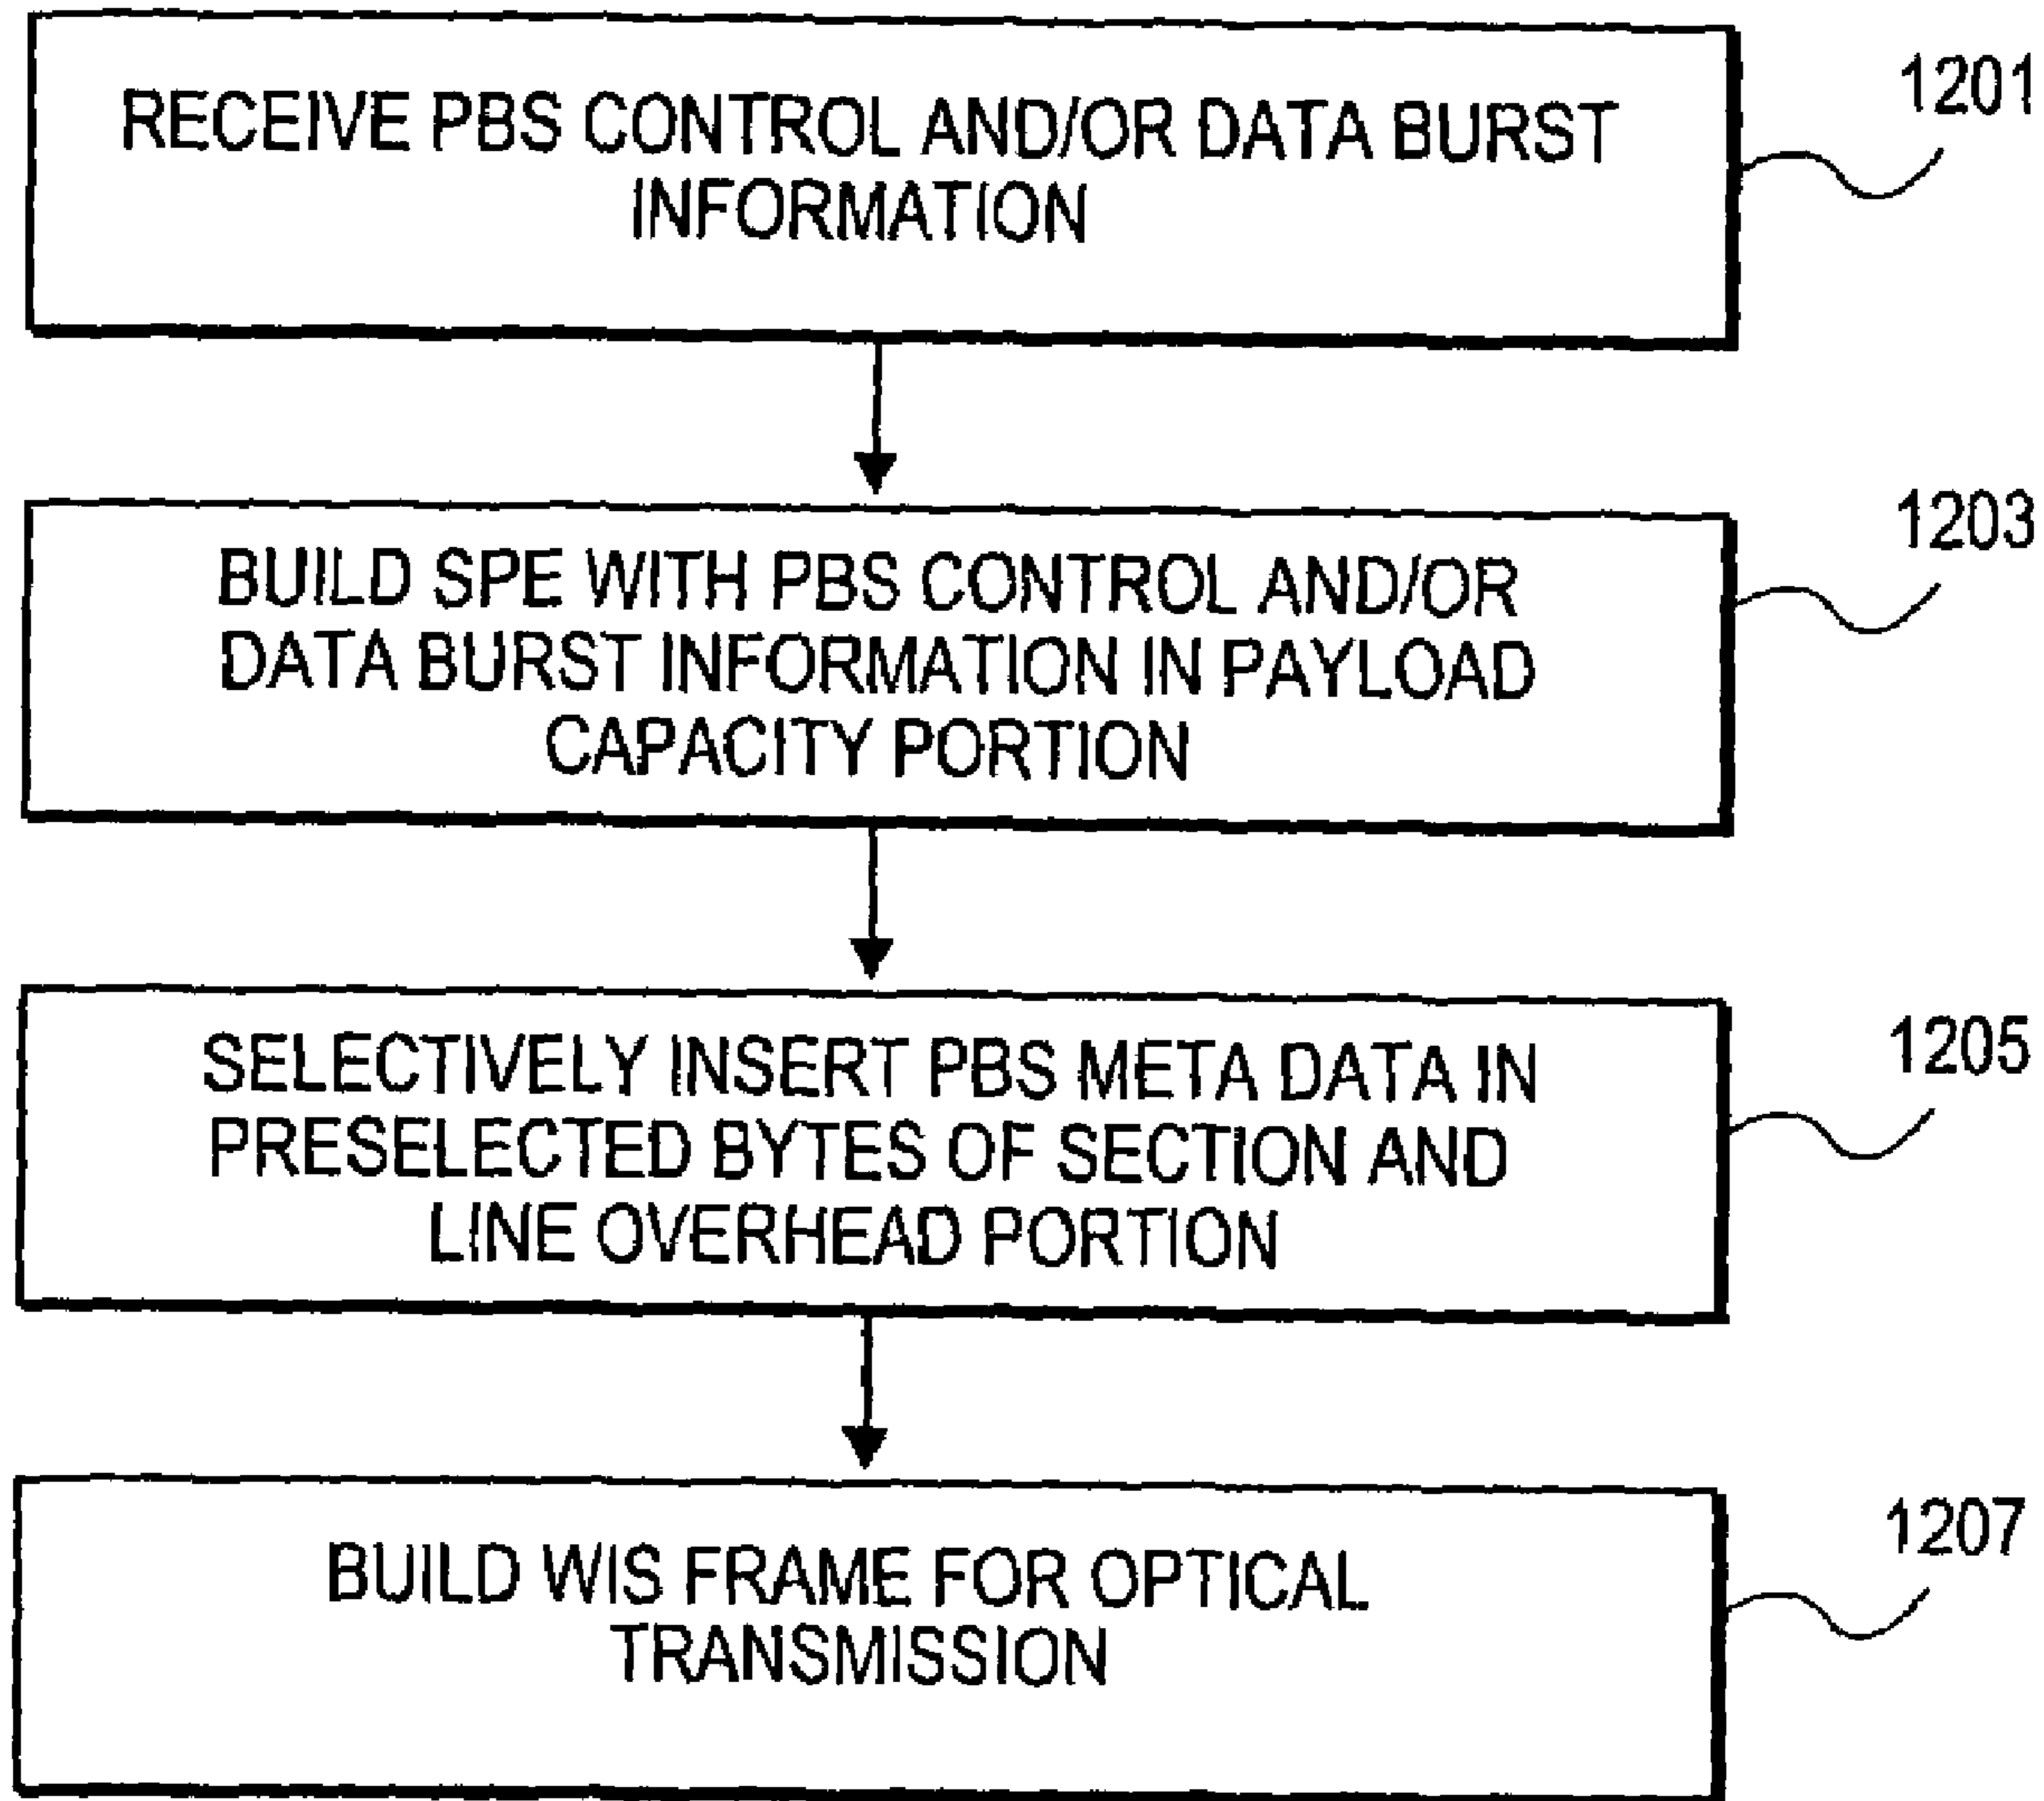 RECEIVE PBS CONTROL AND/OR DATA BURST
INFORMATION
1201
BUILD SPE WITH PBS CONTROL AND/OR
DATA BURST INFORMATION IN PAYLOAD
CAPACITY PORTION
1203
SELECTIVELY INSERT PBS META DATA IN
PRESELECTED BYTES OF SECTION AND
LINE OVERHEAD PORTION
1205
BUILD WIS FRAME FOR OPTICAL
TRANSMISSION
1207